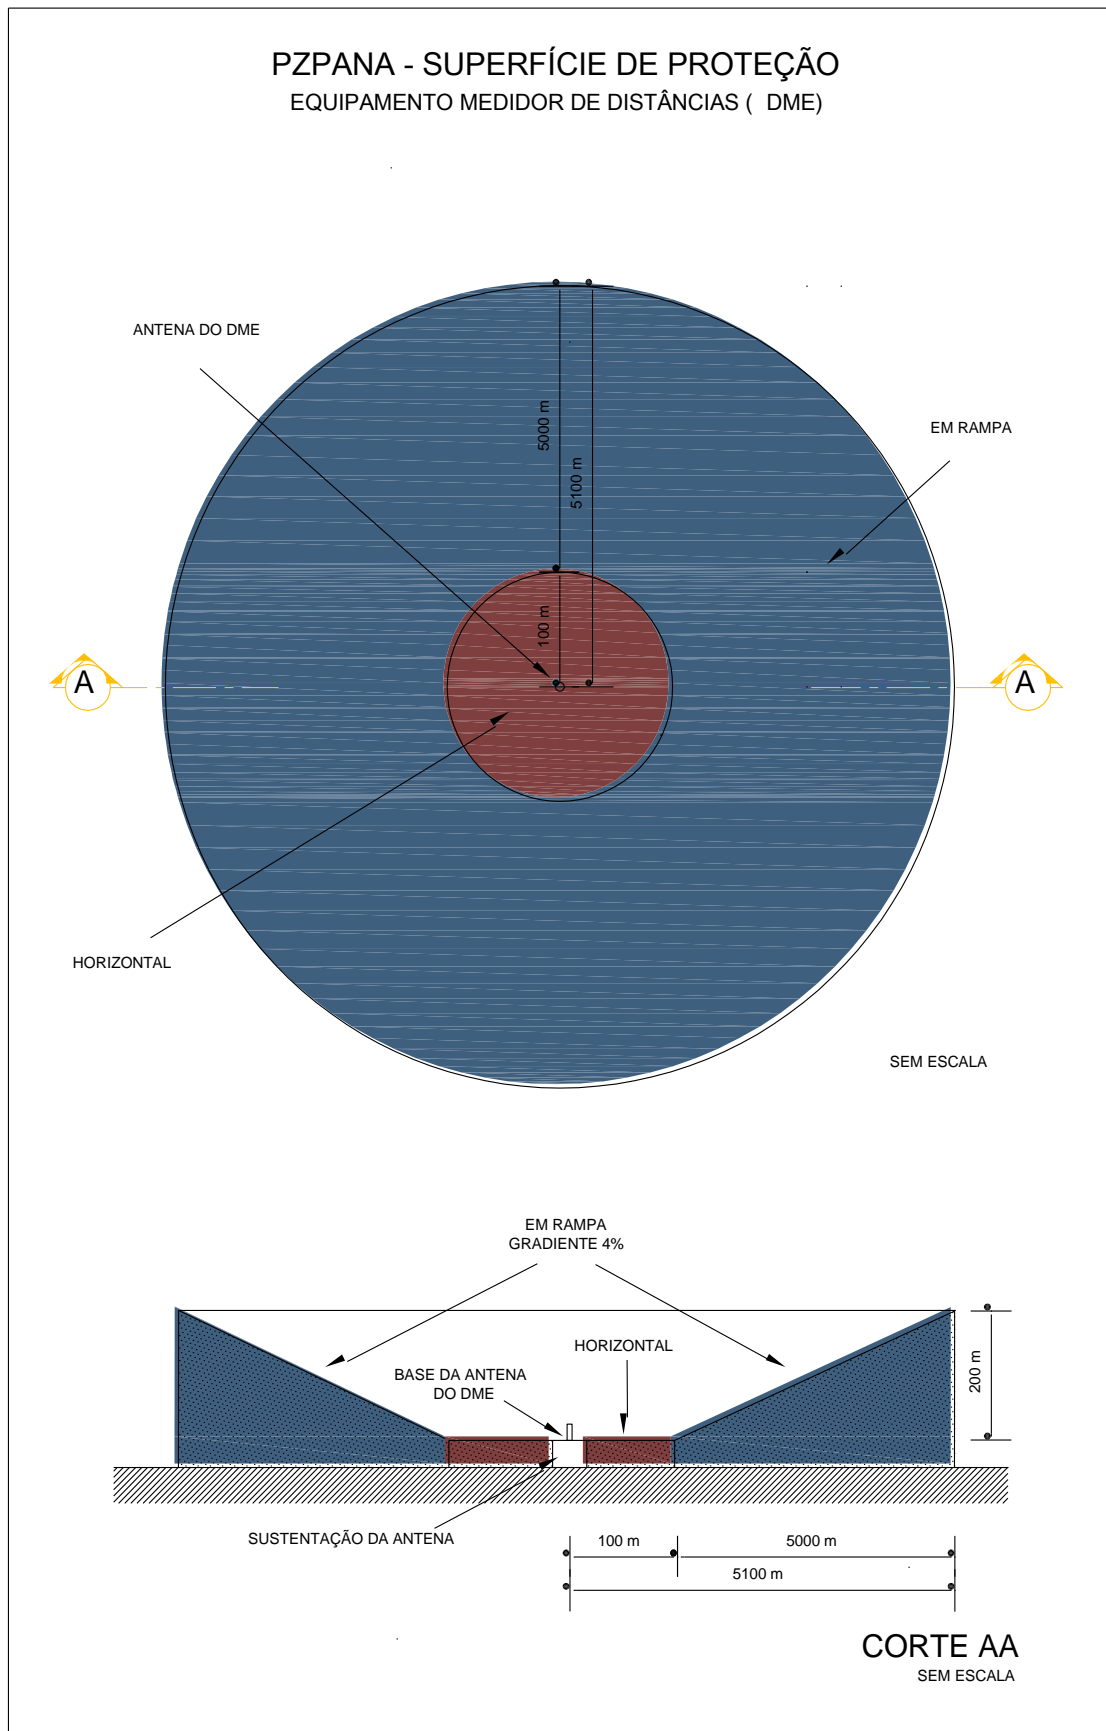 PZPANA - SUPERFÍCIE DE PROTEÇÃO
EQUIPAMENTO MEDIDOR DE DISTÂNCIAS ( DME)
ANTENA DO DME
EM RAMPA
5000 m
5100 m
100 m
A
A
HORIZONTAL
SEM ESCALA
EM RAMPA
GRADIENTE 4%
HORIZONTAL
BASE DA ANTENA
DO DME
200 m
SUSTENTAÇÃO DA ANTENA
100 m
5000 m
5100 m
CORTE AA
SEM ESCALA